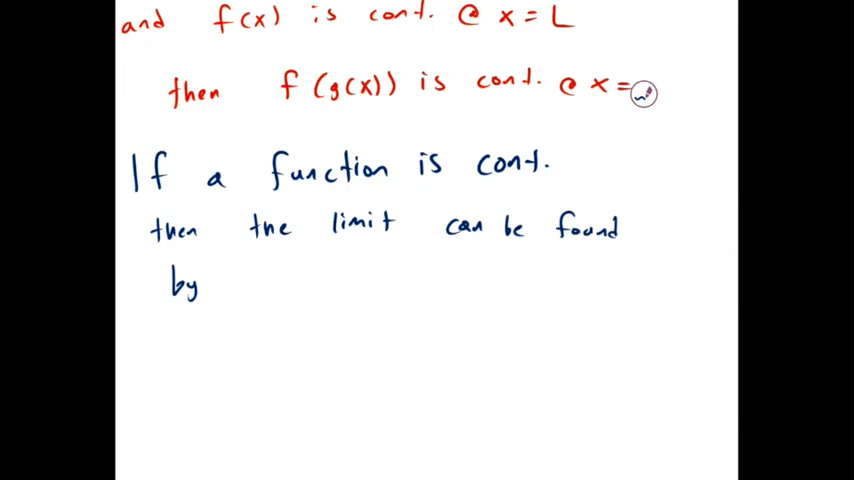 and f(x) is cont. @ x = L
then f(g(x)) is cont. @ x =
If a function is cont.
then the limit can be found
by